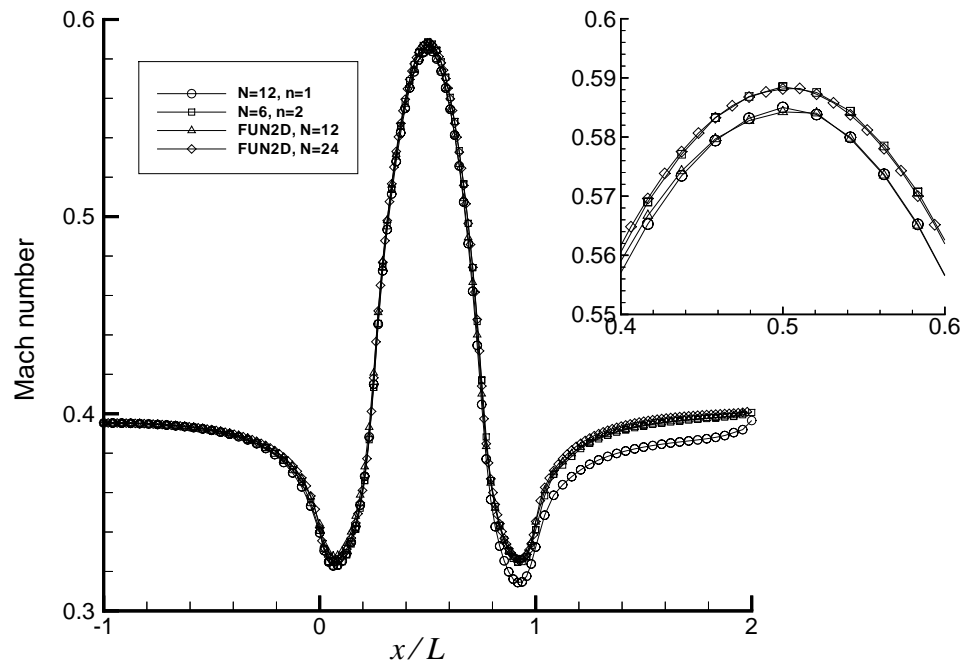 0.6
0.5
0.4
0.3
Mach number
-1
0
1
2
x/L
N=12, n=1
N=6, n=2
FUN2D, N=12
FUN2D, N=24
0.6
0.59
0.58
0.57
0.56
0.55
0.4
0.5
0.6